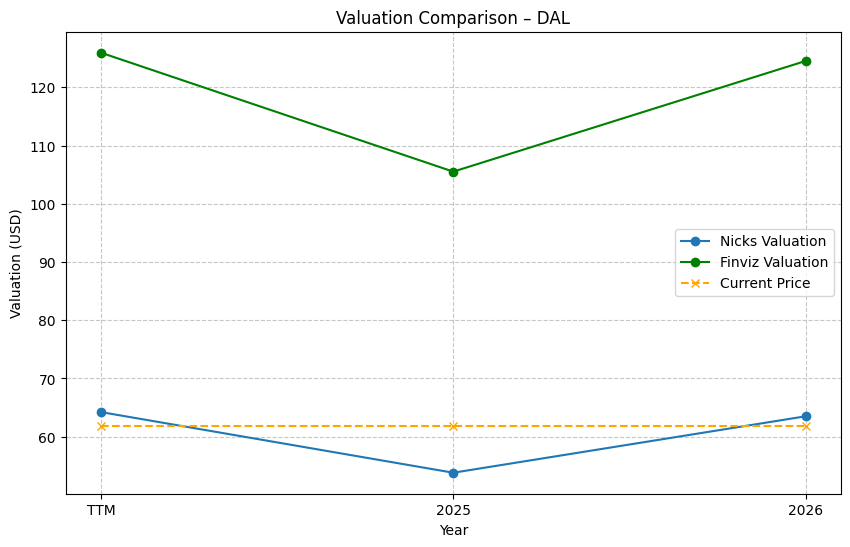 Valuation Comparison – DAL
Valuation (USD)
120
110
100
90
80
70
60
Nicks Valuation
Finviz Valuation
Current Price
TTM
2025
2026
Year